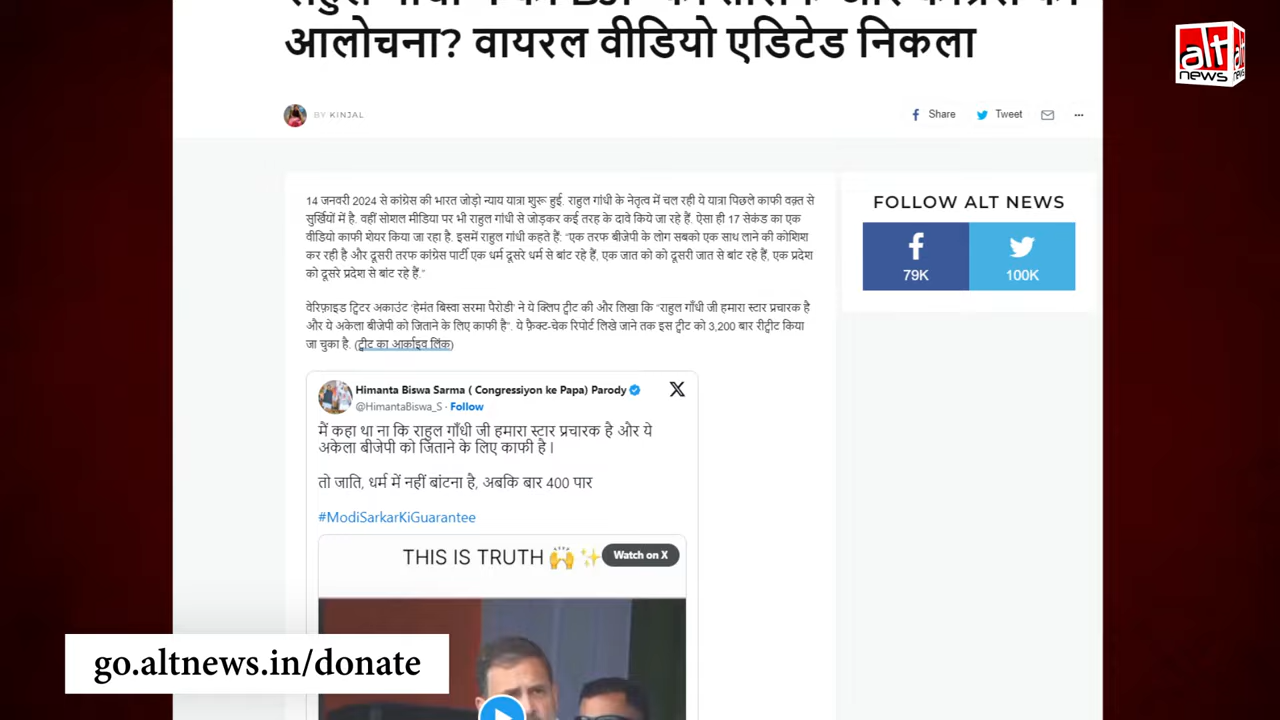 आलोचना? वायरल वीडियो एडिटेड निकला
alt
news
BY KINJAL
Share
Tweet
14 जनवरी 2024 से कांग्रेस की भारत जोड़ो न्याय यात्रा शुरू हुई. राहुल गांधी के नेतृत्व में चल रही ये यात्रा पिछले काफी वक़्त से
सुर्खियों में है. वहीं सोशल मीडिया पर भी राहुल गांधी से जोड़कर कई तरह के दावे किये जा रहे हैं. ऐसा ही 17 सेकंड का एक
वीडियो काफी शेयर किया जा रहा है. इसमें राहुल गांधी कहते हैं: “एक तरफ बीजेपी के लोग सबको एक साथ लाने की कोशिश
कर रही है और दूसरी तरफ कांग्रेस पार्टी एक धर्म दूसरे धर्म से बांट रहे हैं, एक जात को को दूसरी जात से बांट रहे हैं, एक प्रदेश
को दूसरे प्रदेश से बांट रहे हैं.”
वेरिफ़ाइड ट्विटर अकाउंट ‘हेमंत बिस्वा सरमा पैरोडी’ ने ये क्लिप ट्वीट की और लिखा कि “राहुल गाँधी जी हमारा स्टार प्रचारक है
और ये अकेला बीजेपी को जिताने के लिए काफी है”. ये फ़ैक्ट-चेक रिपोर्ट लिखे जाने तक इस ट्वीट को 3,200 बार रीट्वीट किया
जा चुका है. (ट्वीट का आर्काइव लिंक)
FOLLOW ALT NEWS
79K
100K
Himanta Biswa Sarma ( Congressiyon ke Papa) Parody
@HimantaBiswa_S · Follow
मैं कहा था ना कि राहुल गाँधी जी हमारा स्टार प्रचारक है और ये
अकेला बीजेपी को जिताने के लिए काफी है l
तो जाति, धर्म में नहीं बांटना है, अबकि बार 400 पार
#ModiSarkarKiGuarantee
THIS IS TRUTH 🙌 ✨
Watch on X
go.altnews.in/donate